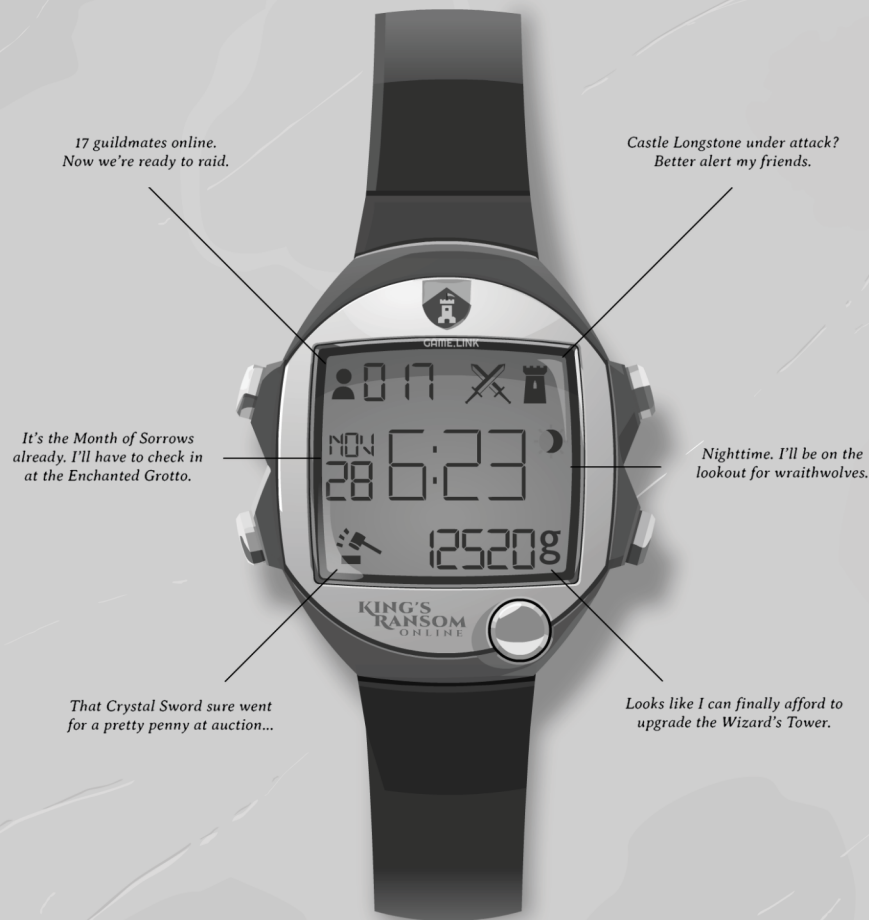 17 guildmates online.
Now we're ready to raid.
Castle Longstone under attack?
Better alert my friends.
GAME.LINK
017
NOV
28
6:23
12520g
It's the Month of Sorrows
already. I'll have to check in
at the Enchanted Grotto.
Nighttime. I'll be on the
lookout for wraithwolves.
KING'S
RANSOM
ONLINE
That Crystal Sword sure went
for a pretty penny at auction...
Looks like I can finally afford to
upgrade the Wizard's Tower.